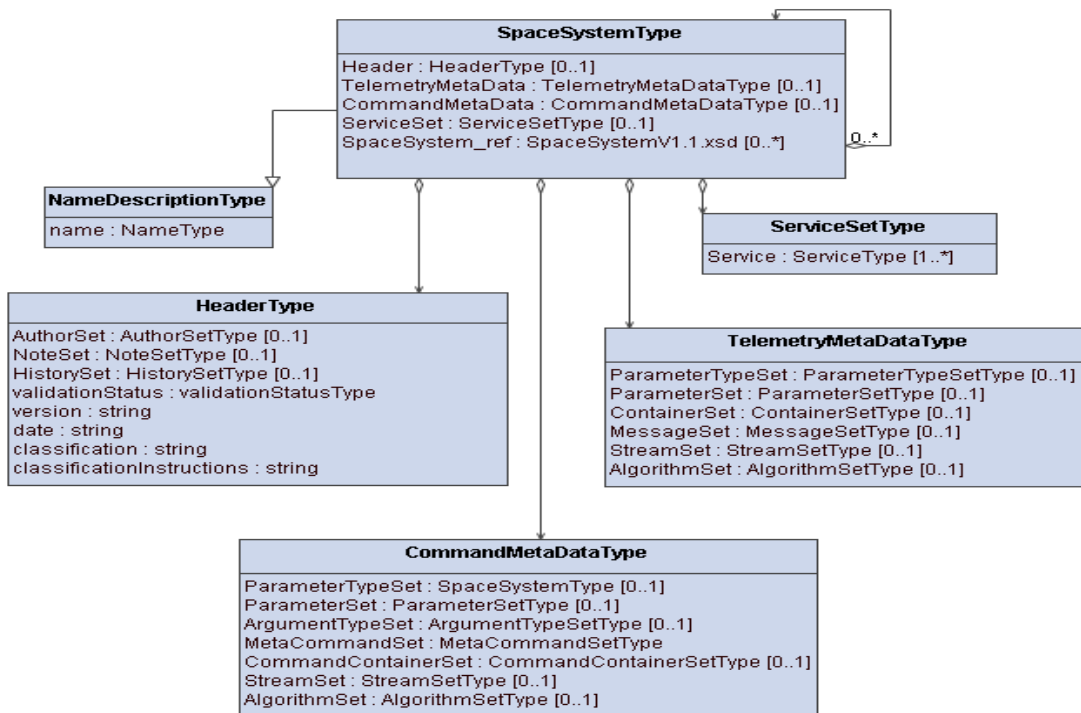 SpaceSystemType
Header : HeaderType [0..1]
TelemetryMetaData : TelemetryMetaDataType [0..1]
CommandMetaData : CommandMetaDataType [0..1]
ServiceSet : ServiceSetType [0..1]
SpaceSystem_ref : SpaceSystemV1.1.xsd [0..*]
0..*
NameDescriptionType
name : NameType
ServiceSetType
Service : ServiceType [1..*]
HeaderType
AuthorSet : AuthorSetType [0..1]
NoteSet : NoteSetType [0..1]
HistorySet : HistorySetType [0..1]
validationStatus : validationStatusType
version : string
date : string
classification : string
classificationInstructions : string
TelemetryMetaDataType
ParameterTypeSet : ParameterTypeSetType [0..1]
ParameterSet : ParameterSetType [0..1]
ContainerSet : ContainerSetType [0..1]
MessageSet : MessageSetType [0..1]
StreamSet : StreamSetType [0..1]
AlgorithmSet : AlgorithmSetType [0..1]
CommandMetaDataType
ParameterTypeSet : SpaceSystemType [0..1]
ParameterSet : ParameterSetType [0..1]
ArgumentTypeSet : ArgumentTypeSetType [0..1]
MetaCommandSet : MetaCommandSetType
CommandContainerSet : CommandContainerSetType [0..1]
StreamSet : StreamSetType [0..1]
AlgorithmSet : AlgorithmSetType [0..1]